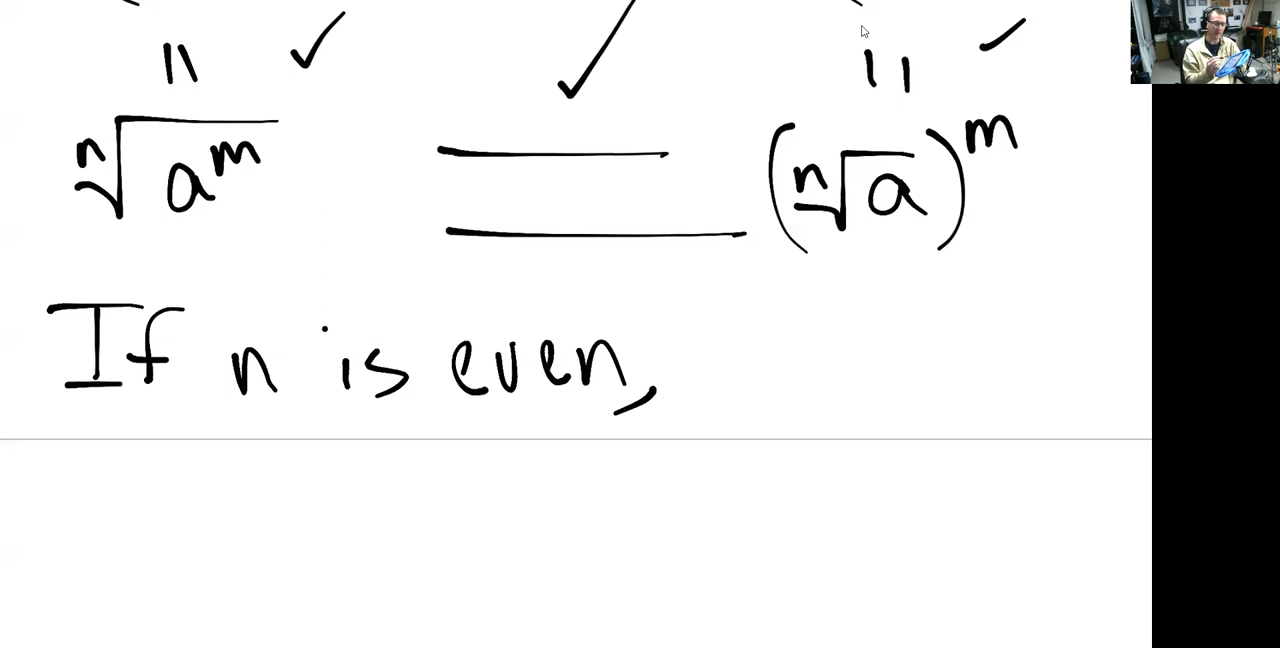 ⁿ√(aᵐ) = (ⁿ√a)ᵐ
If n is even,